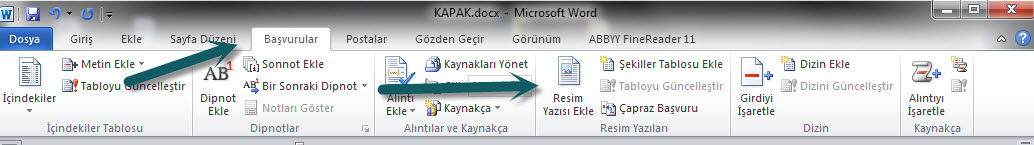 KAPAK.docx - Microsoft Word
Dosya Giriş Ekle Sayfa Düzeni Başvurular Postalar Gözden Geçir Görünüm ABBYY FineReader 11
İçindekiler
Metin Ekle
Tabloyu Güncelleştir
İçindekiler Tablosu
AB
Dipnot Ekle
Sonnot Ekle
Bir Sonraki Dipnot
Notları Göster
Dipnotlar
Alıntı Ekle
Kaynakları Yönet
Kaynakça
Alıntılar ve Kaynakça
Resim Yazısı Ekle
Şekiller Tablosu Ekle
Tabloyu Güncelleştir
Çapraz Başvuru
Resim Yazıları
Girdiyi İşaretle
Dizin Ekle
Dizini Güncelleştir
Dizin
Alıntıyı İşaretle
Kaynakça